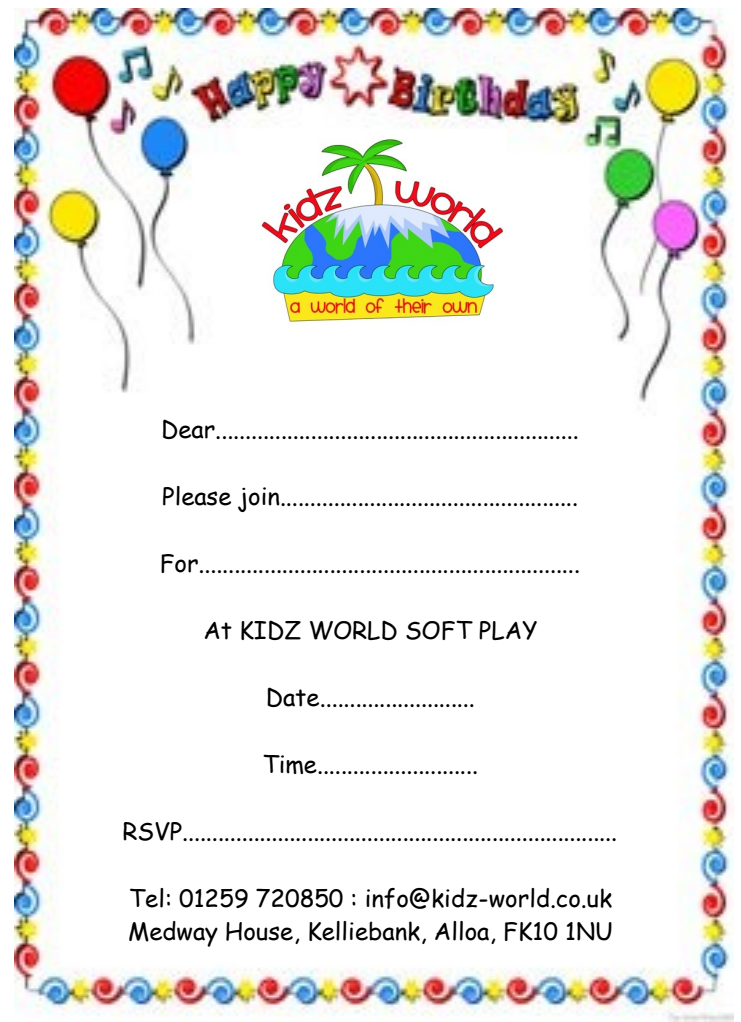 Happy Birthday
kidz world
a world of their own
Dear.............................................................
Please join..................................................
For................................................................
At KIDZ WORLD SOFT PLAY
Date..........................
Time...........................
RSVP.........................................................................
Tel: 01259 720850 : info@kidz-world.co.uk
Medway House, Kelliebank, Alloa, FK10 1NU